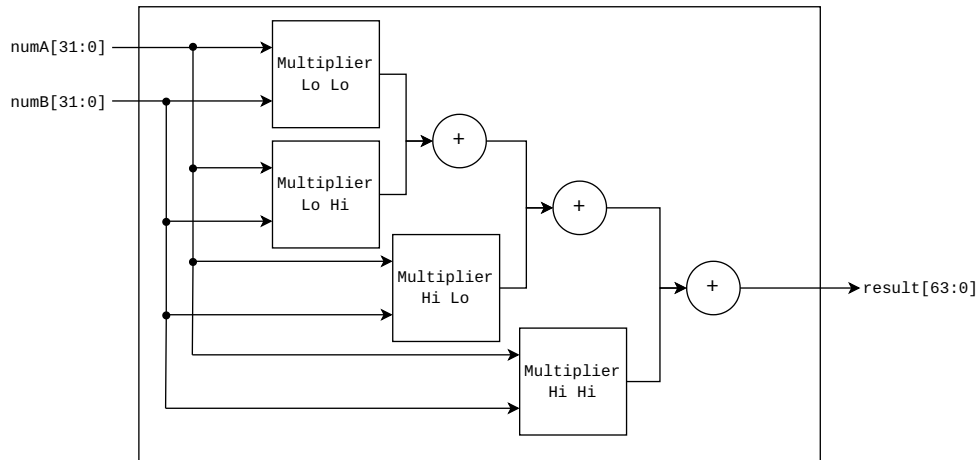 numA[31:0]
numB[31:0]
Multiplier
Lo Lo
+
Multiplier
Lo Hi
+
Multiplier
Hi Lo
+
result[63:0]
Multiplier
Hi Hi